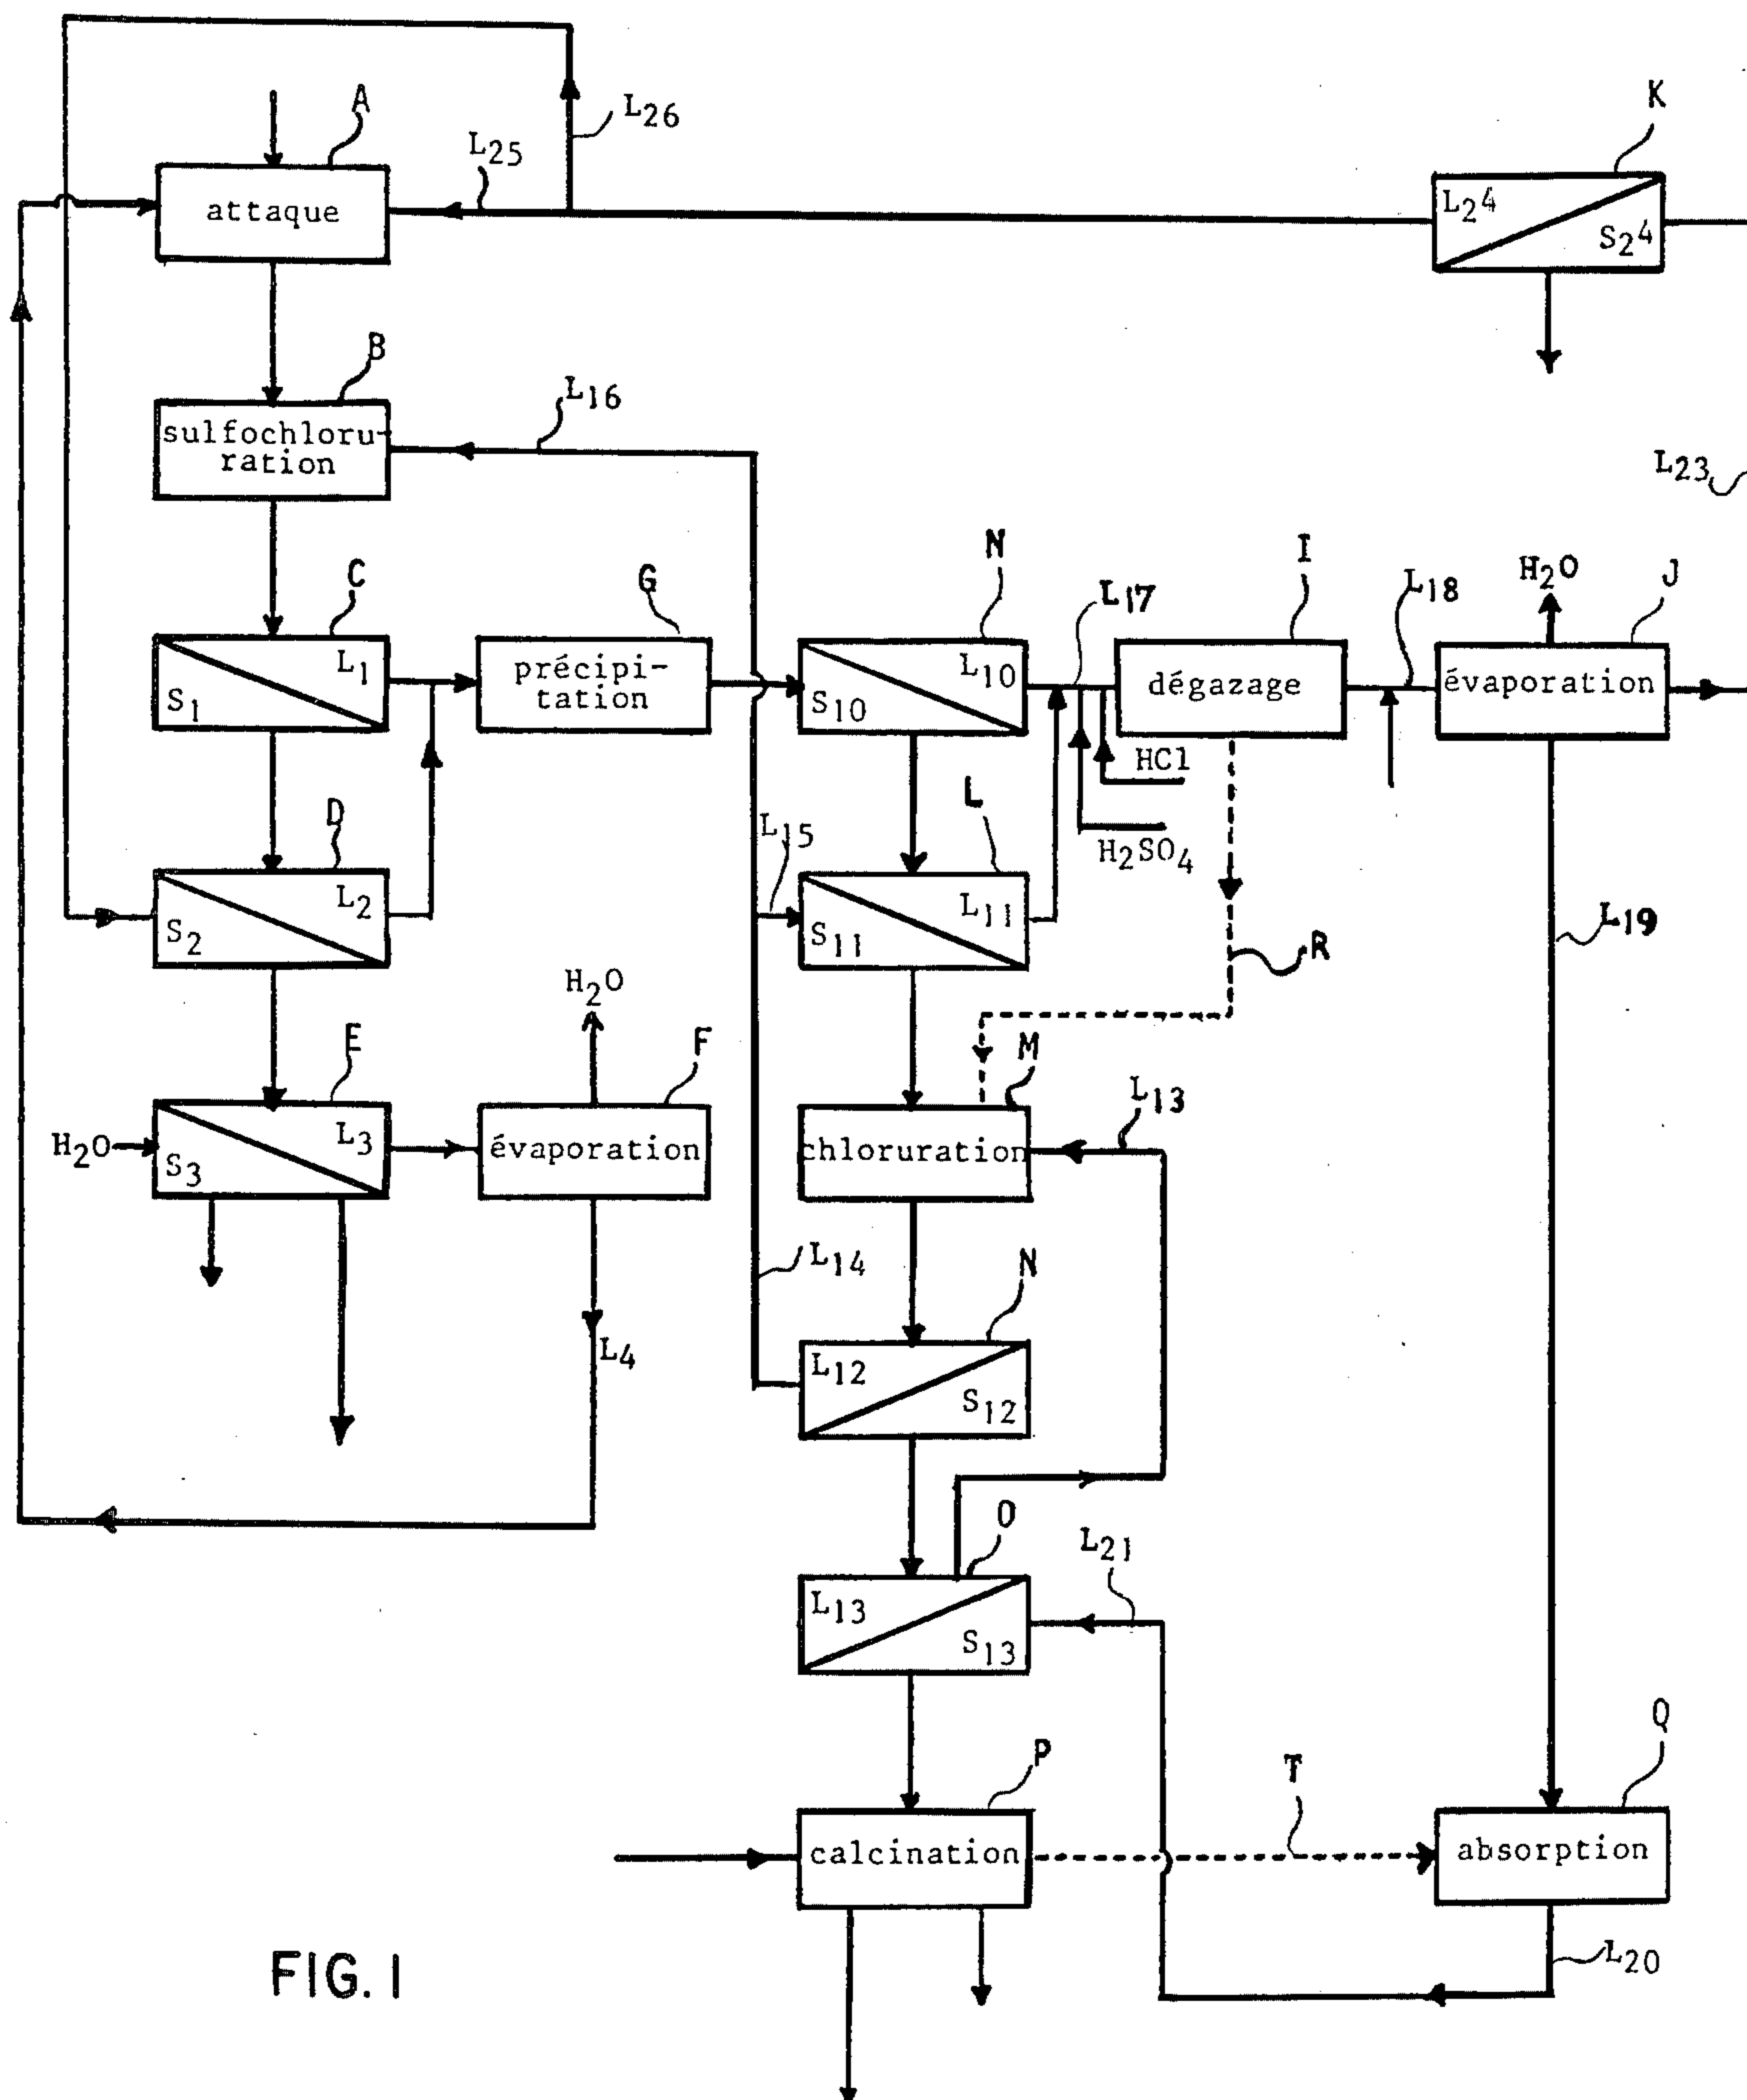 A
L26
K
L25
attaque
L24
S24
B
L16
sulfochloru-
ration
L23
C
G
N
I
H2O
J
L17
L18
L1
S1
précipi-
tation
L10
S10
dégazage
évaporation
HCl
D
L15
L
H2SO4
L2
S2
L11
S11
L19
R
H2O
E
F
M
L13
H2O
L3
S3
évaporation
chloruration
L14
N
L4
L12
S12
O
L21
L13
S13
Q
P
T
calcination
absorption
L20
FIG. 1